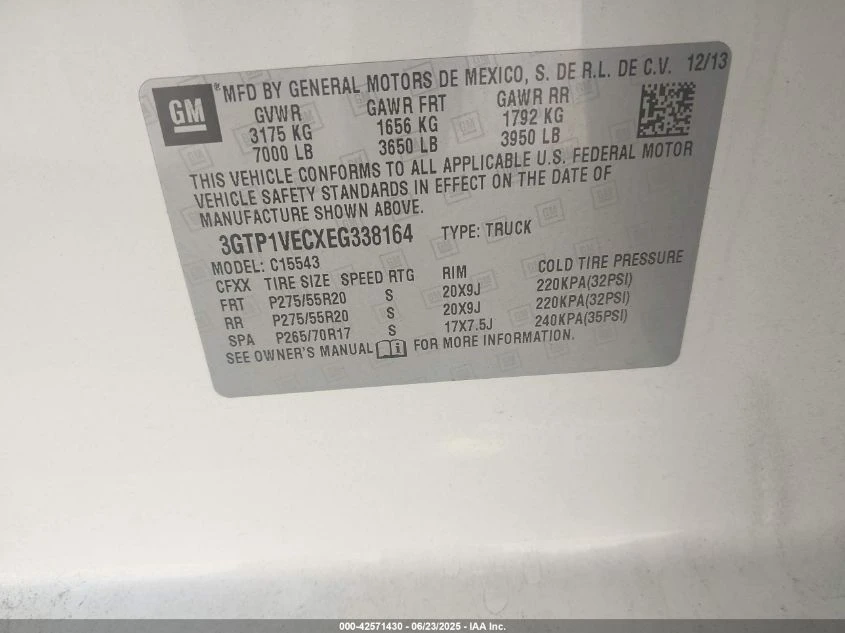 GM
® MFD BY GENERAL MOTORS DE MEXICO, S. DE R.L. DE C.V. 12/13
GVWR GAWR FRT GAWR RR
3175 KG 1656 KG 1792 KG
7000 LB 3650 LB 3950 LB
THIS VEHICLE CONFORMS TO ALL APPLICABLE U.S. FEDERAL MOTOR
VEHICLE SAFETY STANDARDS IN EFFECT ON THE DATE OF
MANUFACTURE SHOWN ABOVE.
3GTP1VECXEG338164 TYPE: TRUCK
MODEL: C15543
CFXX TIRE SIZE SPEED RTG RIM COLD TIRE PRESSURE
FRT P275/55R20 S 20X9J 220KPA(32PSI)
RR P275/55R20 S 20X9J 220KPA(32PSI)
SPA P265/70R17 S 17X7.5J 240KPA(35PSI)
SEE OWNER'S MANUAL FOR MORE INFORMATION.
000-42571430 - 06/23/2025 - IAA Inc.